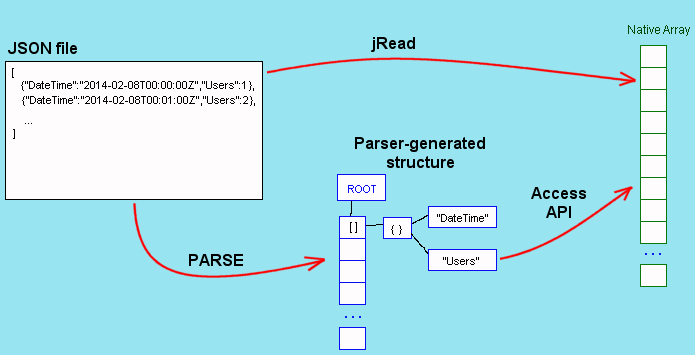 Native Array
JSON file
jRead
[
{"DateTime":"2014-02-08T00:00:00Z","Users":1},
{"DateTime":"2014-02-08T00:01:00Z","Users":2},
...
]
Parser-generated
structure
ROOT
Access
API
[ ]
{ }
"DateTime"
"Users"
PARSE
...
...